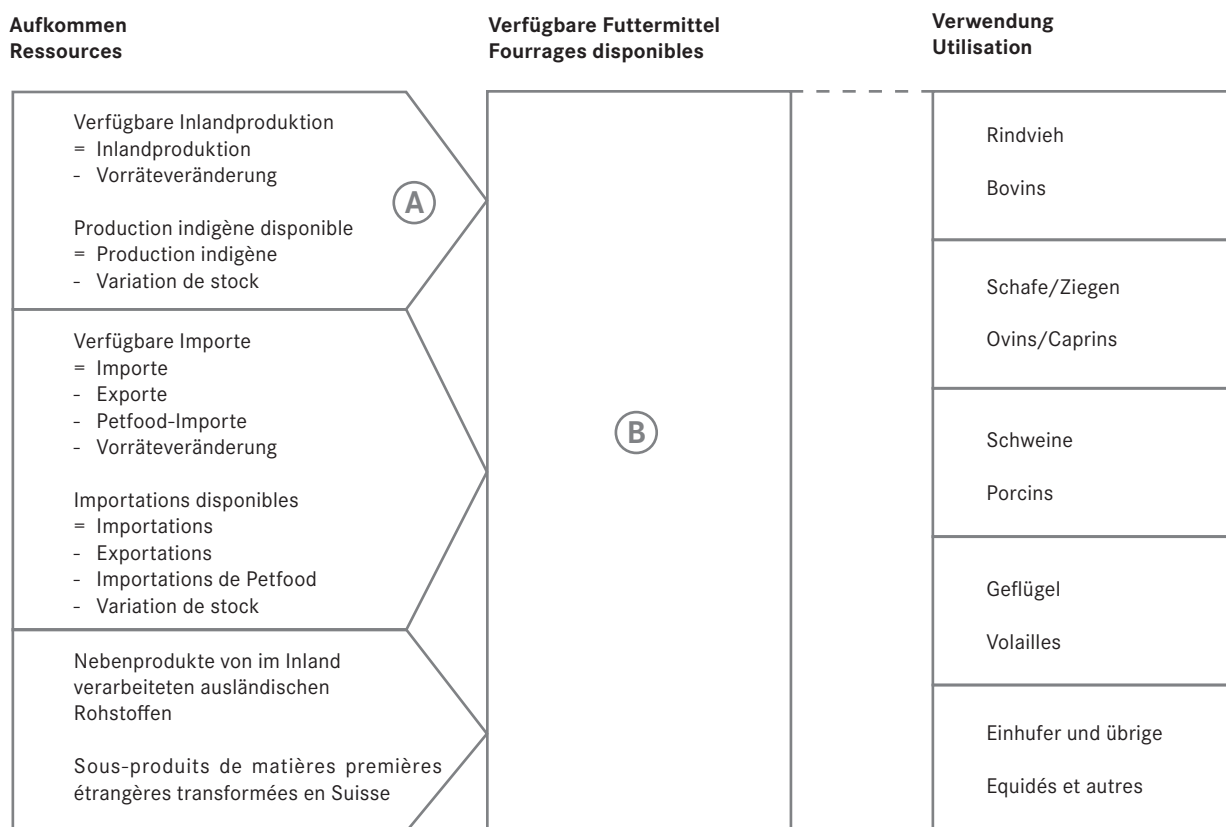 Aufkommen
Ressources
Verfügbare Futtermittel
Fourrages disponibles
Verwendung
Utilisation
Verfügbare Inlandproduktion
= Inlandproduktion
- Vorräteveränderung
Production indigène disponible
= Production indigène
- Variation de stock
A
Verfügbare Importe
= Importe
- Exporte
- Petfood-Importe
- Vorräteveränderung
Importations disponibles
= Importations
- Exportations
- Importations de Petfood
- Variation de stock
Nebenprodukte von im Inland
verarbeiteten ausländischen
Rohstoffen
Sous-produits de matières premières
étrangères transformées en Suisse
B
Rindvieh
Bovins
Schafe/Ziegen
Ovins/Caprins
Schweine
Porcins
Geflügel
Volailles
Einhufer und übrige
Equidés et autres